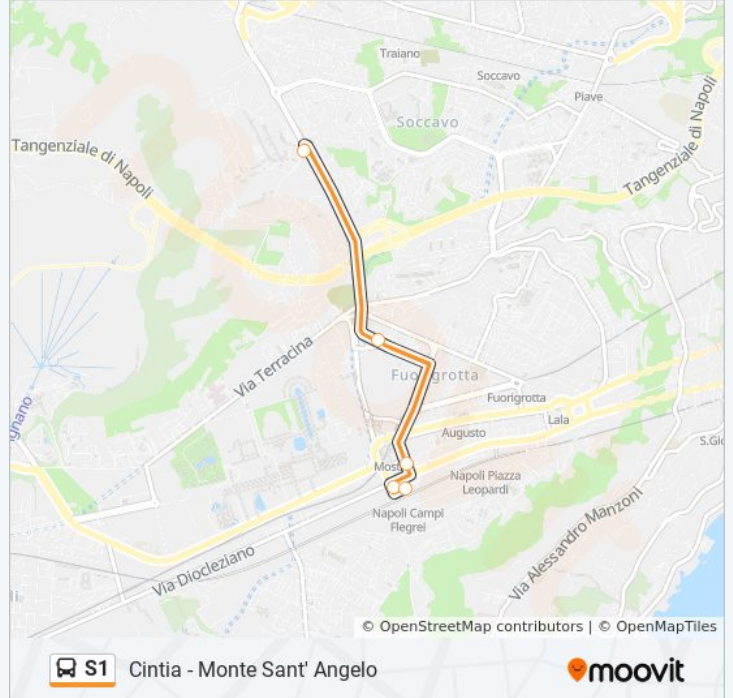 Traiano
Soccavo
Piave
Soccavo
Tangenziale di Napoli
Tangenziale di Napoli
Via Terracina
Fuorigrotta
Fuorigrotta
Lala
Augusto
S.Gi
gnano
Most
Napoli Piazza
Leopardi
Napoli Campi
Flegrei
Via Alessandro Manzoni
Via Diocleziano
li
© OpenStreetMap contributors | © OpenMapTiles
S1 Cintia - Monte Sant' Angelo
moovit